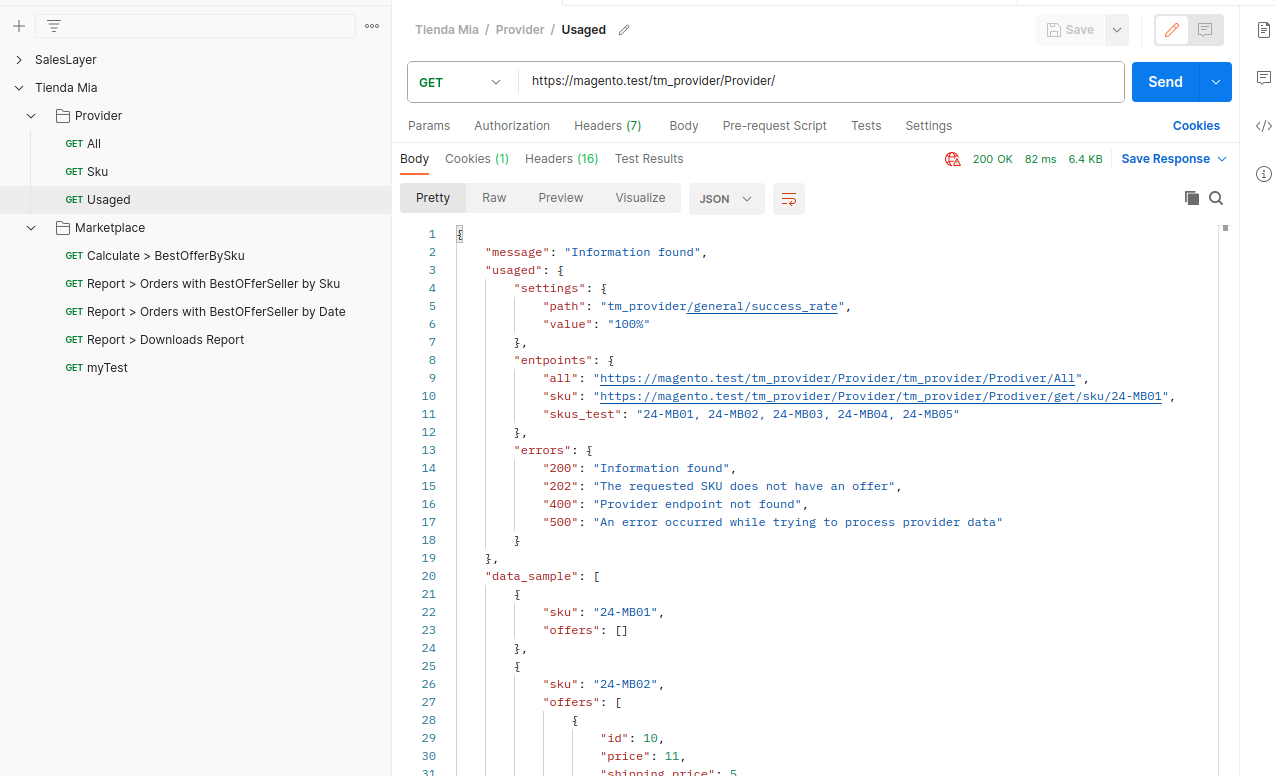 SalesLayer
Tienda Mia
Provider
GET All
GET Sku
GET Usaged
Marketplace
GET Calculate > BestOfferBySku
GET Report > Orders with BestOFferSeller by Sku
GET Report > Orders with BestOFferSeller by Date
GET Report > Downloads Report
GET myTest
Tienda Mia / Provider / Usaged
Save
GET https://magento.test/tm_provider/Provider/
Send
Params Authorization Headers (7) Body Pre-request Script Tests Settings Cookies
Body Cookies (1) Headers (16) Test Results 200 OK 82 ms 6.4 KB Save Response
Pretty Raw Preview Visualize JSON
1 {
2 "message": "Information found",
3 "usaged": {
4 "settings": {
5 "path": "tm_provider/general/success_rate",
6 "value": "100%"
7 },
8 "entpoints": {
9 "all": "https://magento.test/tm_provider/Provider/tm_provider/Prodiver/All",
10 "sku": "https://magento.test/tm_provider/Provider/tm_provider/Prodiver/get/sku/24-MB01",
11 "skus_test": "24-MB01, 24-MB02, 24-MB03, 24-MB04, 24-MB05"
12 },
13 "errors": {
14 "200": "Information found",
15 "202": "The requested SKU does not have an offer",
16 "400": "Provider endpoint not found",
17 "500": "An error occurred while trying to process provider data"
18 }
19 },
20 "data_sample": [
21 {
22 "sku": "24-MB01",
23 "offers": []
24 },
25 {
26 "sku": "24-MB02",
27 "offers": [
28 {
29 "id": 10,
30 "price": 11,
31 "shipping_price": 5,